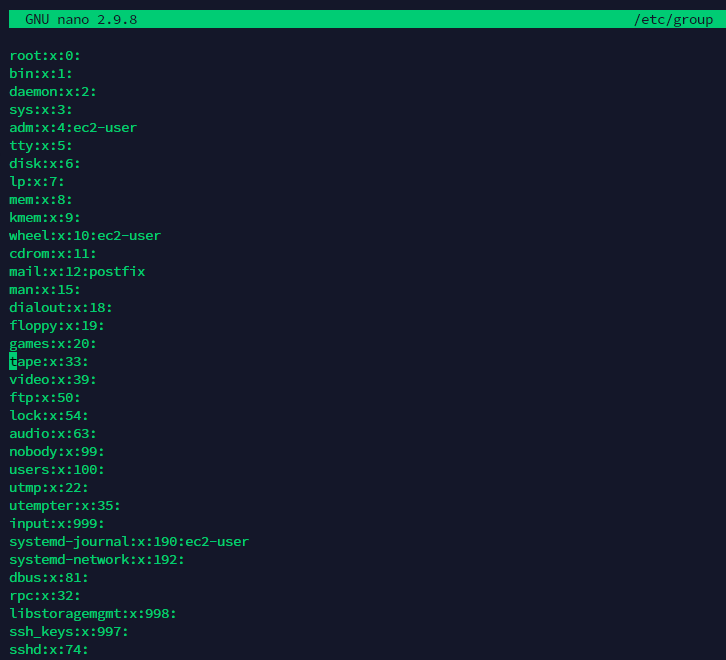 GNU nano 2.9.8 /etc/group
root:x:0:
bin:x:1:
daemon:x:2:
sys:x:3:
adm:x:4:ec2-user
tty:x:5:
disk:x:6:
lp:x:7:
mem:x:8:
kmem:x:9:
wheel:x:10:ec2-user
cdrom:x:11:
mail:x:12:postfix
man:x:15:
dialout:x:18:
floppy:x:19:
games:x:20:
tape:x:33:
video:x:39:
ftp:x:50:
lock:x:54:
audio:x:63:
nobody:x:99:
users:x:100:
utmp:x:22:
utempter:x:35:
input:x:999:
systemd-journal:x:190:ec2-user
systemd-network:x:192:
dbus:x:81:
rpc:x:32:
libstoragemgmt:x:998:
ssh_keys:x:997:
sshd:x:74: